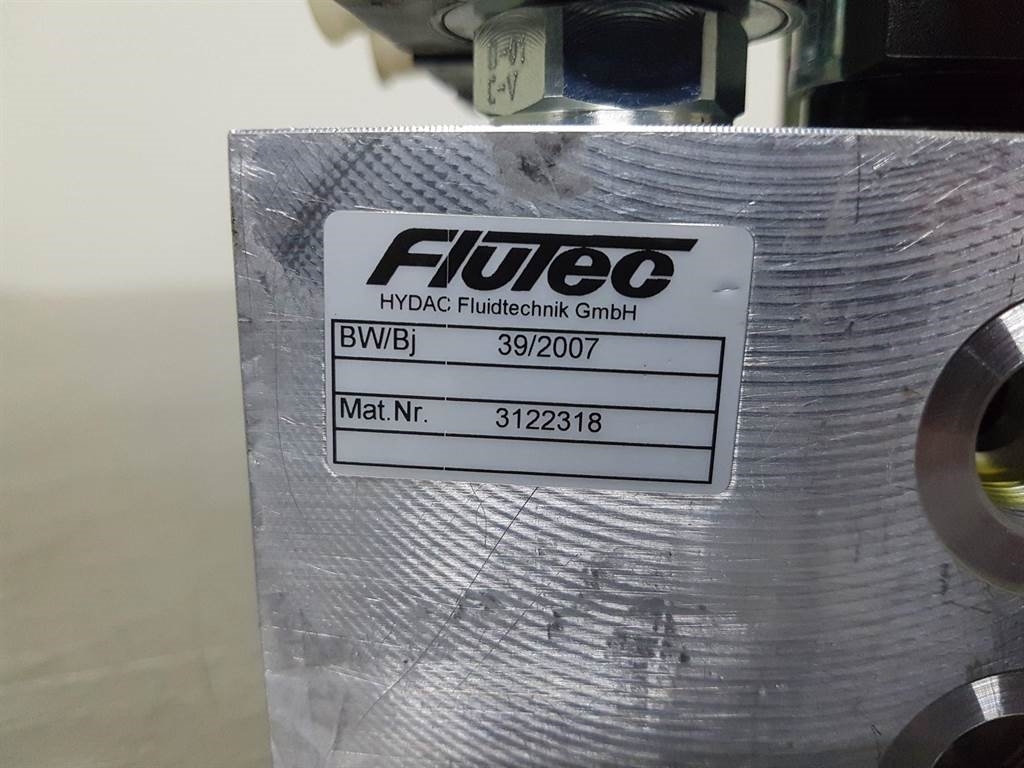 FluTec
HYDAC Fluidtechnik GmbH
BW/Bj 39/2007
Mat.Nr. 3122318